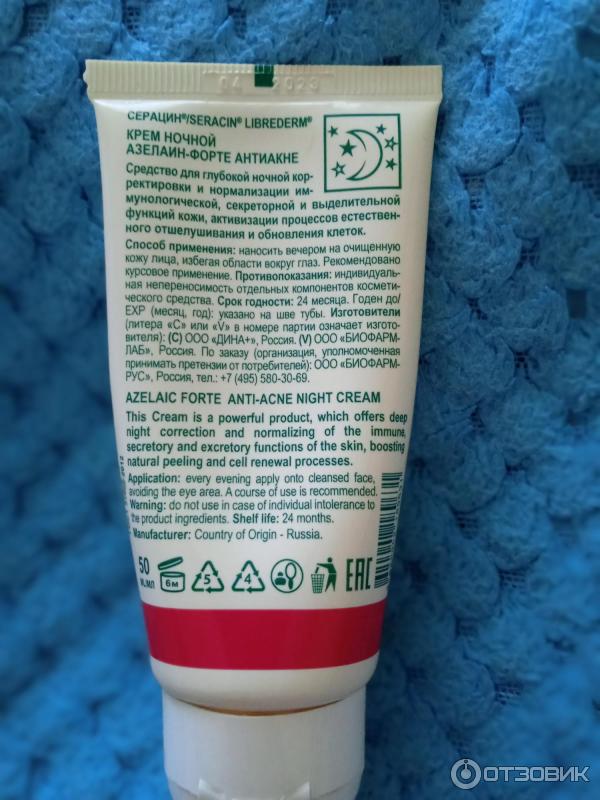 04 2023
СЕРАЦИН®/SERACIN® LIBREDERM®
КРЕМ НОЧНОЙ
АЗЕЛАИН-ФОРТЕ АНТИАКНЕ
Средство для глубокой ночной кор-
ректировки и нормализации им-
мунологической, секреторной и выделительной
функций кожи, активизации процессов естествен-
ного отшелушивания и обновления клеток.
Способ применения: наносить вечером на очищенную
кожу лица, избегая области вокруг глаз. Рекомендовано
курсовое применение. Противопоказания: индивидуаль-
ная непереносимость отдельных компонентов космети-
ческого средства. Срок годности: 24 месяца. Годен до/
EXP (месяц, год): указано на шве тубы. Изготовители
(литера «C» или «V» в номере партии означает изгото-
вителя): (C) ООО «ДИНА+», Россия. (V) ООО «БИОФАРМ-
ЛАБ», Россия. По заказу (организация, уполномоченная
принимать претензии от потребителей): ООО «БИОФАРМ-
РУС», Россия, тел.: +7 (495) 580-30-69.
AZELAIC FORTE ANTI-ACNE NIGHT CREAM
This Cream is a powerful product, which offers deep
night correction and normalizing of the immune,
secretory and excretory functions of the skin, boosting
natural peeling and cell renewal processes.
Application: every evening apply onto cleansed face,
avoiding the eye area. A course of use is recommended.
Warning: do not use in case of individual intolerance to
the product ingredients. Shelf life: 24 months.
Manufacturer: Country of Origin - Russia.
50
ML/МЛ
6м
5
4
EAC
ОТЗОВИК